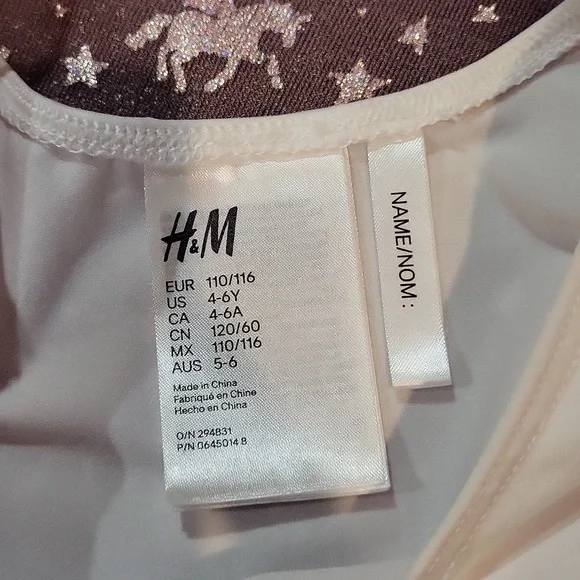 H&M
EUR 110/116
US 4-6Y
CA 4-6A
CN 120/60
MX 110/116
AUS 5-6
Made in China
Fabriqué en Chine
Hecho en China
O/N 294831
P/N 0645014 8
NAME/NOM: